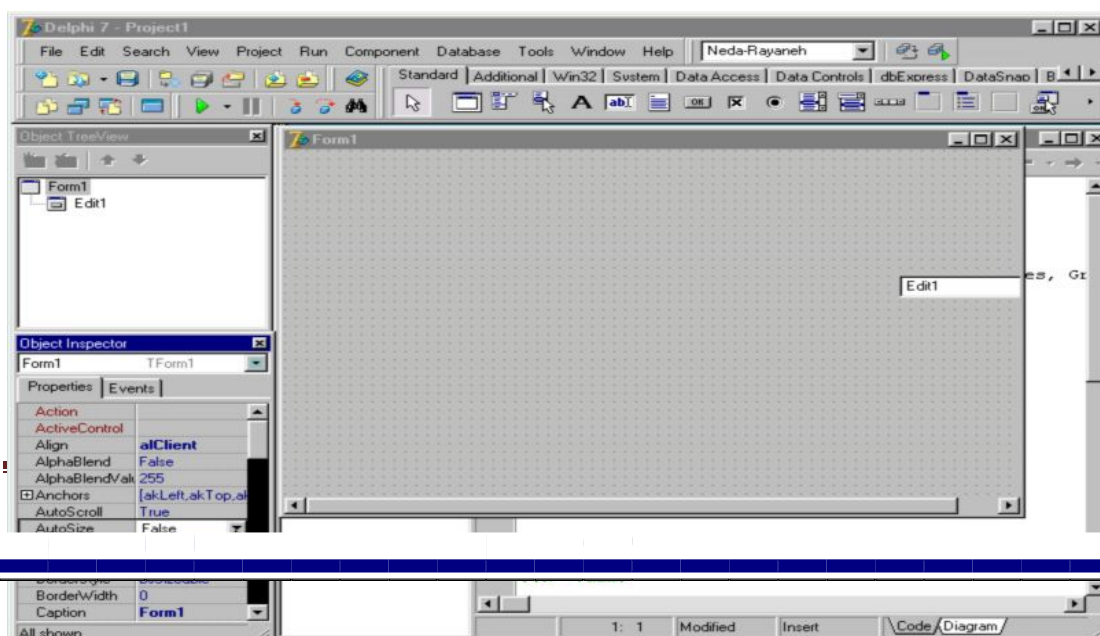 Delphi 7 - Project1
File Edit Search View Project Run Component Database Tools Window Help Neda-Rayaneh
Standard Additional Win32 System Data Access Data Controls dbExpress DataSnap B
Object TreeView
Form1
Edit1
Form1
Edit1
es, Gr
Object Inspector
Form1 TForm1
Properties Events
Action
ActiveControl
Align alClient
AlphaBlend False
AlphaBlendValu 255
Anchors [akLeft,akTop,ak
AutoScroll True
AutoSize False
BorderWidth 0
Caption Form1
All shown
1: 1 Modified Insert Code Diagram